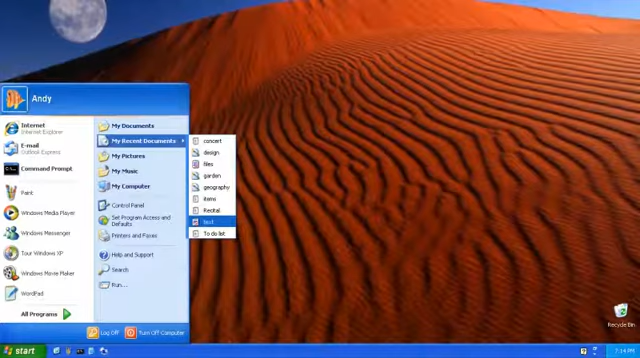 Andy
Internet
Internet Explorer
E-mail
Outlook Express
Command Prompt
Paint
Windows Media Player
Windows Messenger
Tour Windows XP
Windows Movie Maker
WordPad
All Programs
My Documents
My Recent Documents
My Pictures
My Music
My Computer
Control Panel
Set Program Access and
Defaults
Printers and Faxes
Help and Support
Search
Run...
concert
design
files
garden
geography
items
Recital
To do list
Log Off
Turn Off Computer
Recycle Bin
start
7:14 PM